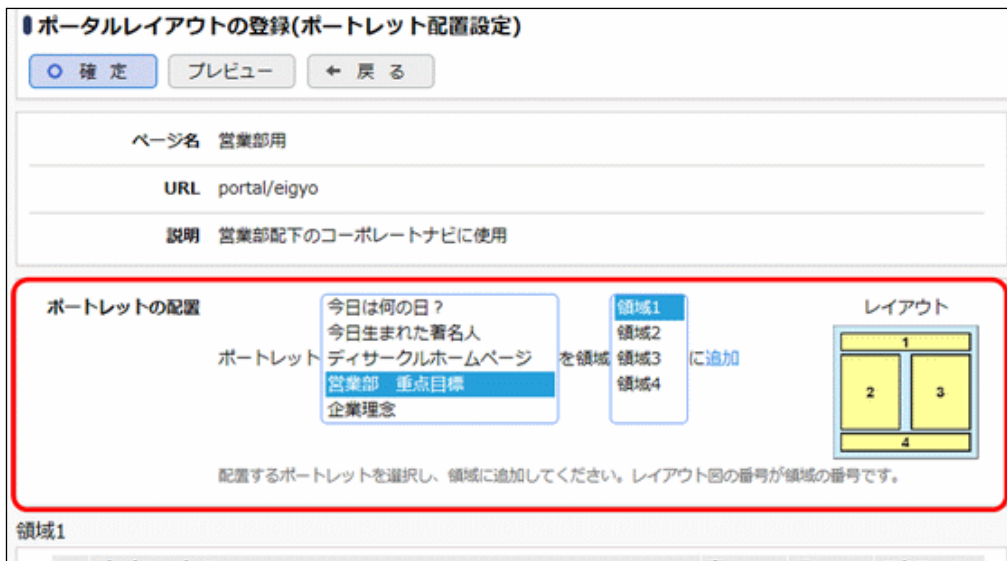 ポータルレイアウトの登録(ポートレット配置設定)
確 定 プレビュー 戻 る
ページ名 営業部用
URL portal/eigyo
説明 営業部配下のコーポレートナビに使用
ポートレットの配置 今日は何の日? 領域1 レイアウト
今日生まれた著名人 領域2 1
ポートレット ディサークルホームページ を領域 領域3 に追加
営業部 重点目標 領域4 2 3
企業理念
4
配置するポートレットを選択し、領域に追加してください。レイアウト図の番号が領域の番号です。
領域1